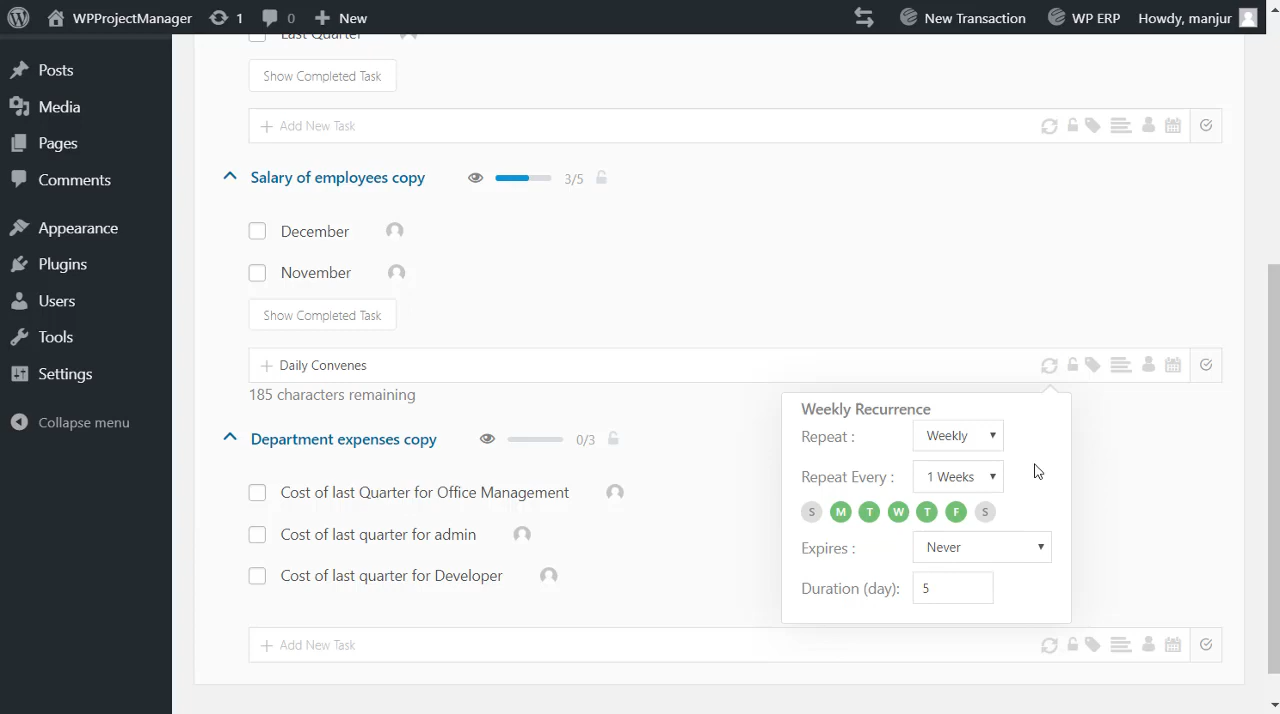 WPProjectManager 1 0 New New Transaction WP ERP Howdy, manjur
Last Quarter
Posts
Show Completed Task
Media
Add New Task
Pages
Comments
Salary of employees copy 3/5
Appearance
December
Plugins
November
Users
Show Completed Task
Tools
Daily Convenes
Settings
185 characters remaining
Collapse menu
Weekly Recurrence
Repeat : Weekly
Department expenses copy 0/3
Repeat Every : 1 Weeks
Cost of last Quarter for Office Management
S M T W T F S
Cost of last quarter for admin
Expires : Never
Cost of last quarter for Developer
Duration (day): 5
Add New Task